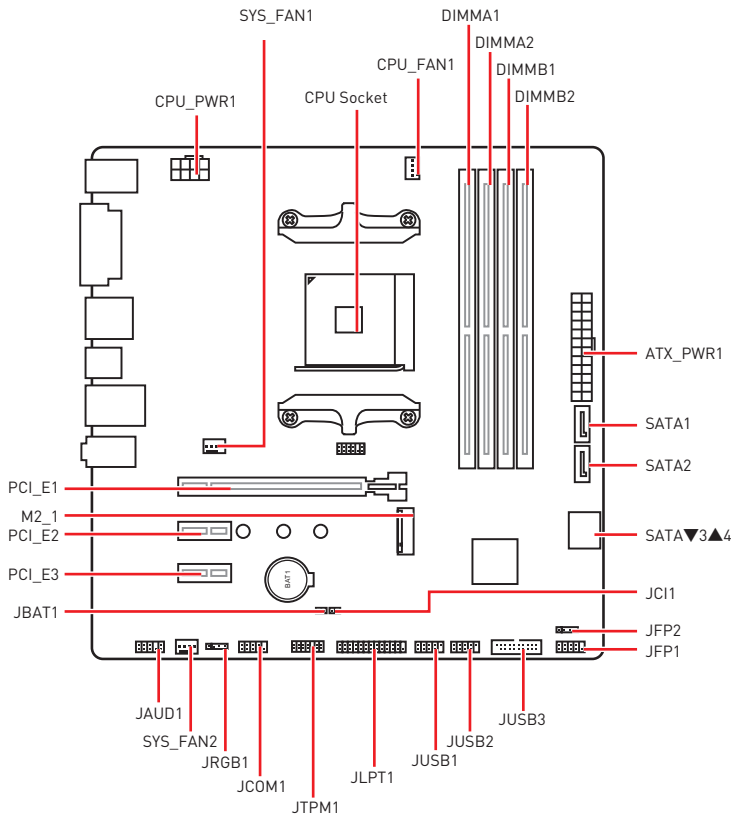 SYS_FAN1
DIMMA1
DIMMA2
CPU_FAN1
DIMMB1
CPU Socket
DIMMB2
CPU_PWR1
ATX_PWR1
SATA1
SATA2
PCI_E1
M2_1
PCI_E2
SATA▼3▲4
PCI_E3
BAT1
JBAT1
JCI1
JFP2
JFP1
JAUD1
SYS_FAN2
JRGB1
JCOM1
JTPM1
JLPT1
JUSB1
JUSB2
JUSB3